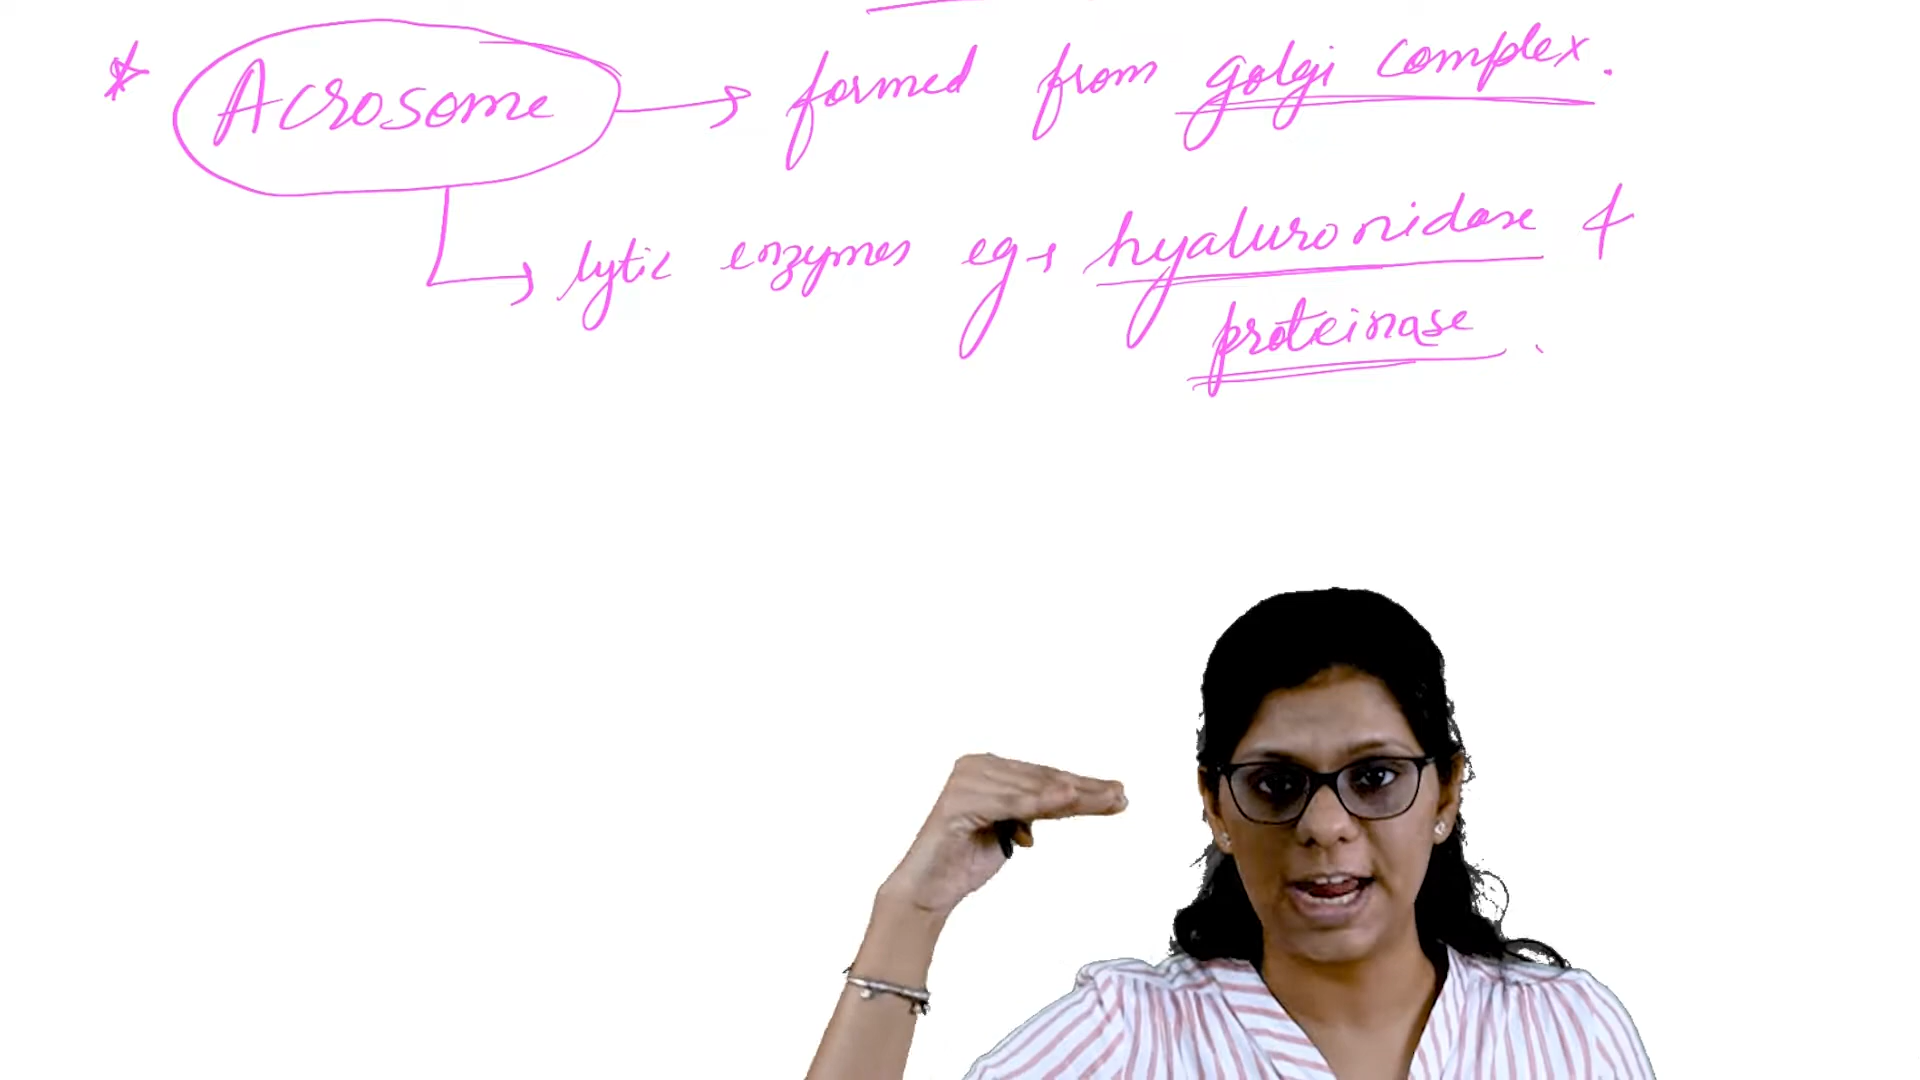 * Acrosome → formed from golgi complex.
→ lytic enzymes eg → hyaluronidase &
proteinase.